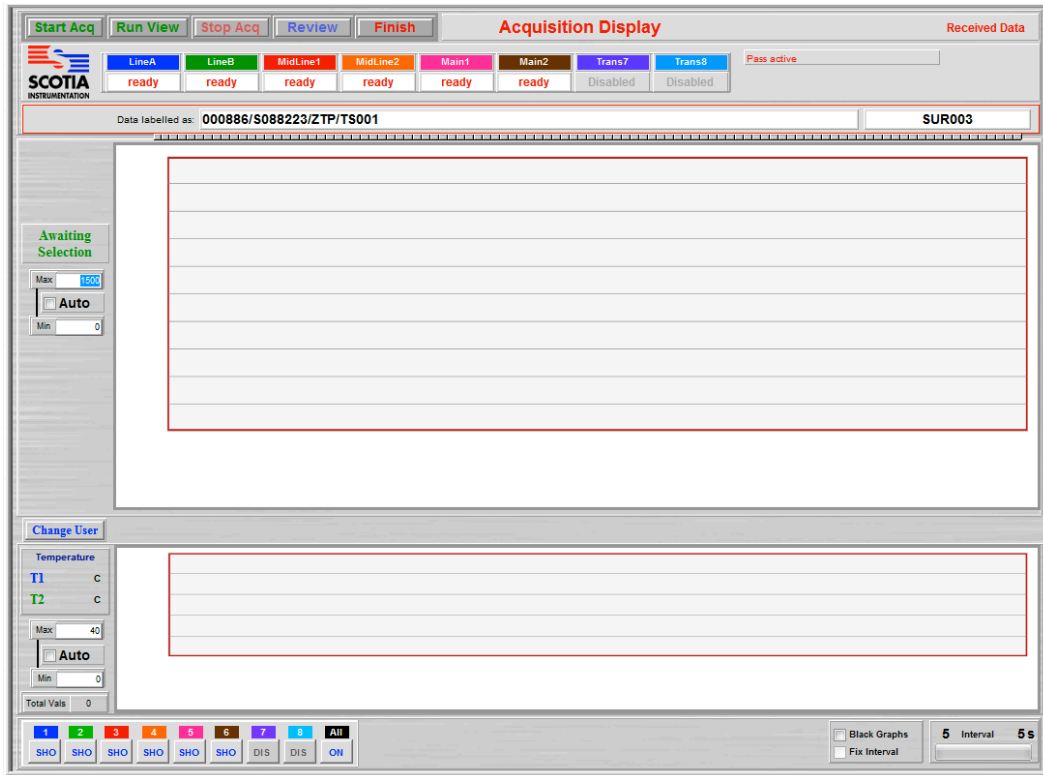 Start Acq Run View Stop Acq Review Finish Acquisition Display Received Data
SCOTIA
INSTRUMENTATION
LineA LineB MidLine1 MidLine2 Main1 Main2 Trans7 Trans8 Pass active
ready ready ready ready ready ready Disabled Disabled
Data labelled as: 000886/S088223/ZTP/TS001 SUR003
Awaiting
Selection
Max 1500
Auto
Min 0
Change User
Temperature
T1 C
T2 C
Max 40
Auto
Min 0
Total Vals 0
1 2 3 4 5 6 7 8 All
SHO SHO SHO SHO SHO SHO DIS DIS ON
Black Graphs
Fix Interval
5 Interval 5 s